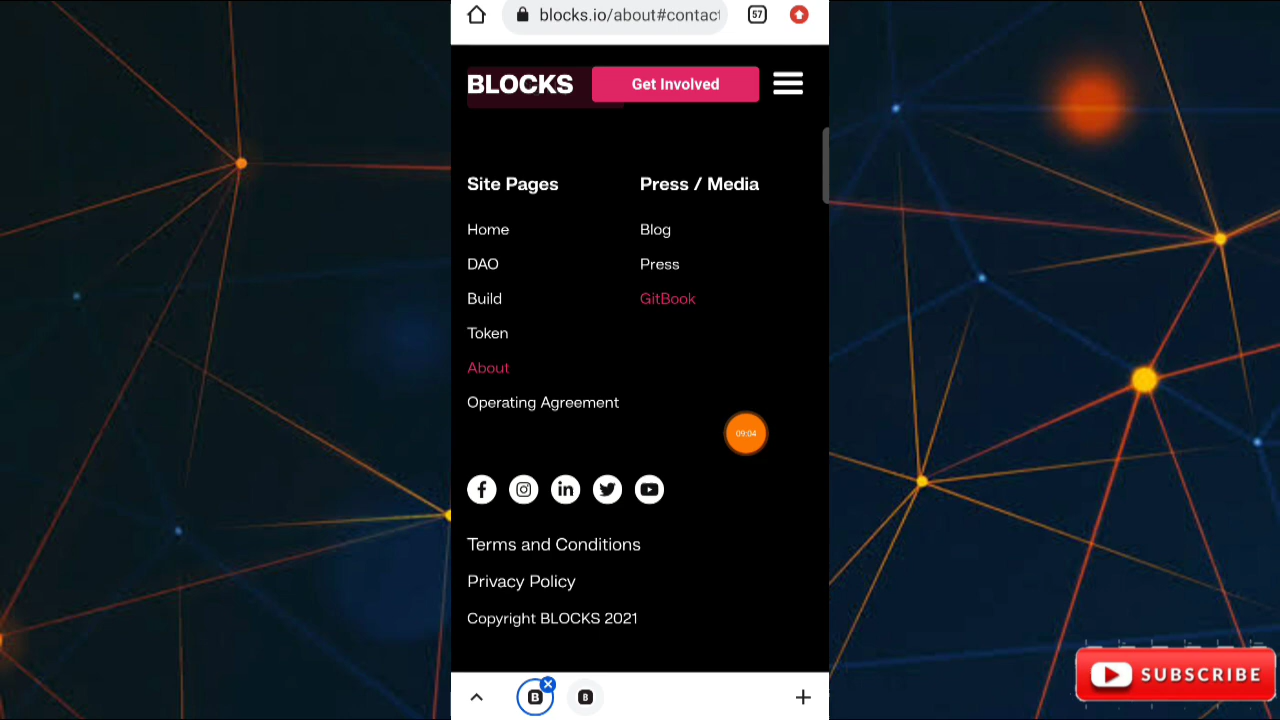 blocks.io/about#contact
57
BLOCKS
Get Involved
Site Pages
Press / Media
Home
Blog
DAO
Press
Build
GitBook
Token
About
Operating Agreement
09:04
Terms and Conditions
Privacy Policy
Copyright BLOCKS 2021
B
B
SUBSCRIBE